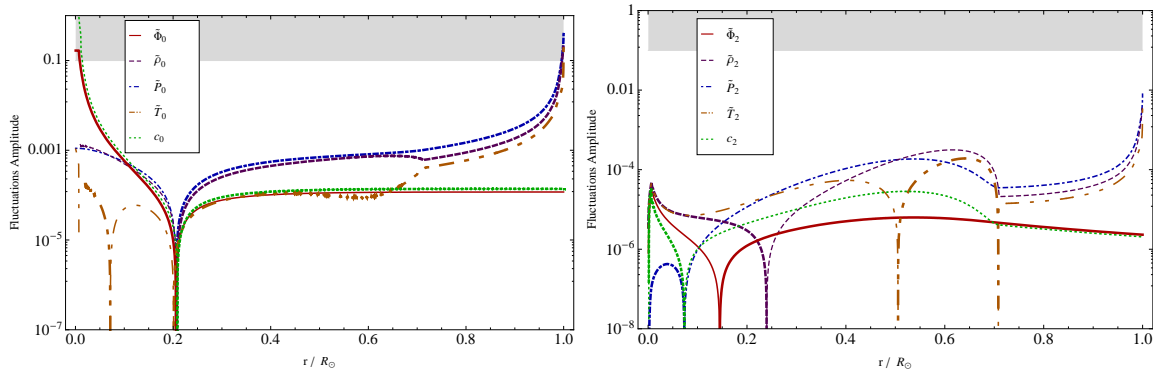 0.1
0.001
10⁻⁵
10⁻⁷
Fluctuations Amplitude
Φ̃₀
ρ̃₀
P̃₀
T̃₀
c₀
0.0 0.2 0.4 0.6 0.8 1.0
r / R⊙
1
0.01
10⁻⁴
10⁻⁶
10⁻⁸
Fluctuations Amplitude
Φ̃₂
ρ̃₂
P̃₂
T̃₂
c₂
0.0 0.2 0.4 0.6 0.8 1.0
r / R⊙